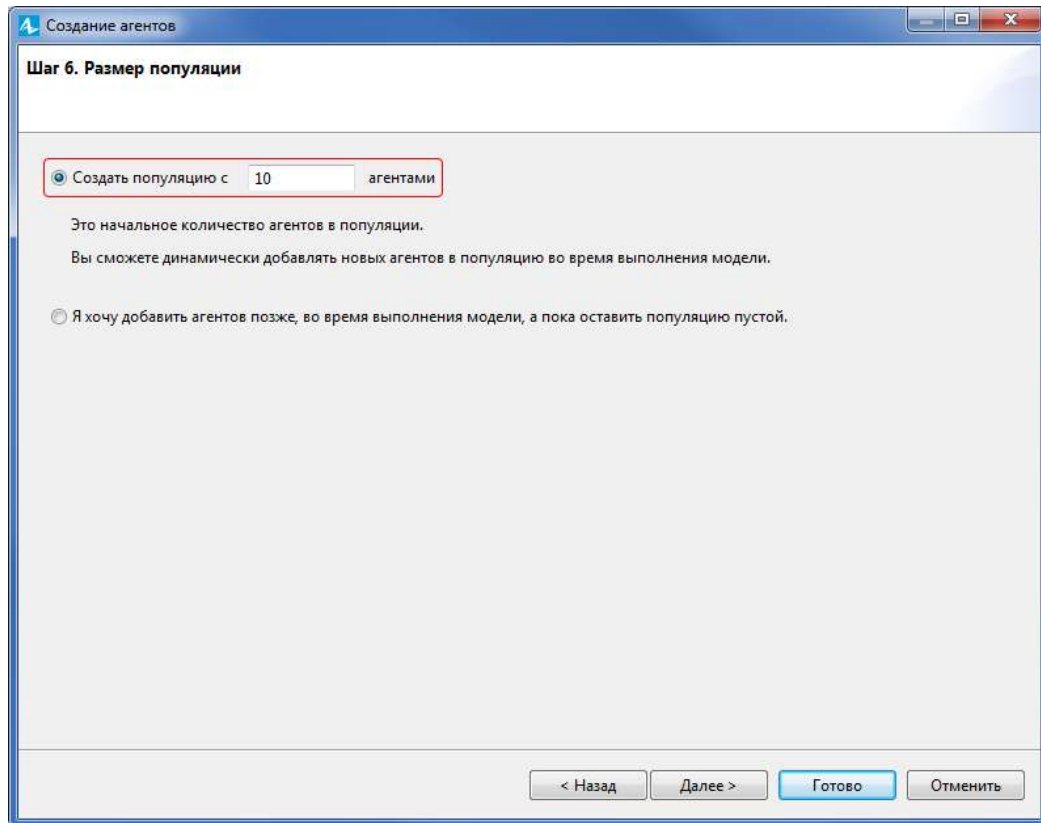 Создание агентов
Шаг 6. Размер популяции
Создать популяцию с 10 агентами
Это начальное количество агентов в популяции.
Вы сможете динамически добавлять новых агентов в популяцию во время выполнения модели.
Я хочу добавить агентов позже, во время выполнения модели, а пока оставить популяцию пустой.
< Назад Далее > Готово Отменить